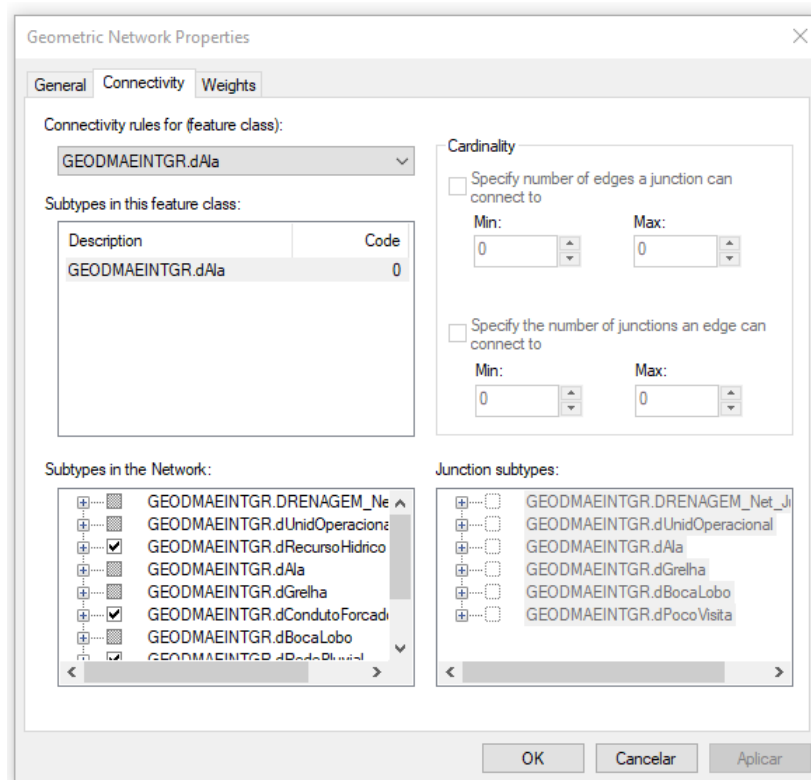 Geometric Network Properties
General Connectivity Weights
Connectivity rules for (feature class):
GEODMAEINTGR.dAla
Subtypes in this feature class:
Description Code
GEODMAEINTGR.dAla 0
Cardinality
Specify number of edges a junction can
connect to
Min: Max:
0 0
Specify the number of junctions an edge can
connect to
Min: Max:
0 0
Subtypes in the Network:
GEODMAEINTGR.DRENAGEM_Ne
GEODMAEINTGR.dUnidOperaciona
GEODMAEINTGR.dRecursoHidrico
GEODMAEINTGR.dAla
GEODMAEINTGR.dGrelha
GEODMAEINTGR.dCondutoForcad
GEODMAEINTGR.dBocaLobo
GEODMAEINTGR.dRedePluvial
Junction subtypes:
GEODMAEINTGR.DRENAGEM_Net_J
GEODMAEINTGR.dUnidOperacional
GEODMAEINTGR.dAla
GEODMAEINTGR.dGrelha
GEODMAEINTGR.dBocaLobo
GEODMAEINTGR.dPocoVisita
OK Cancelar Aplicar